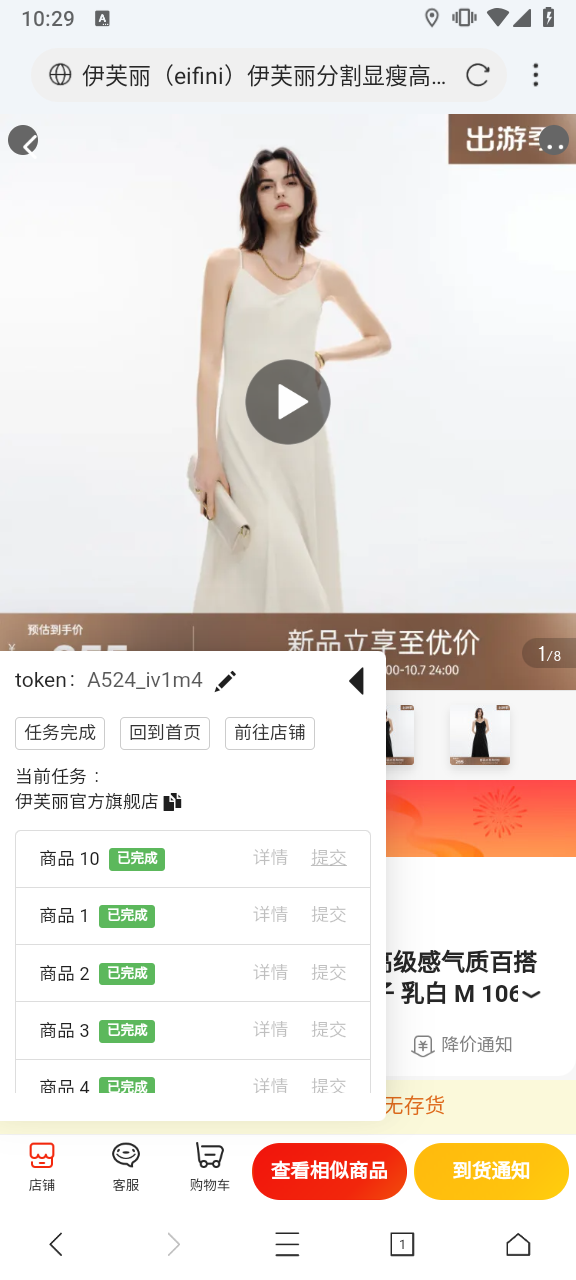 10:29
A
伊芙丽（eifini）伊芙丽分割显瘦高...
出游季
预估到手价
¥
新品立享至优价
00-10.7 24:00
1/8
token：A524_iv1m4
任务完成 回到首页 前往店铺
当前任务：
伊芙丽官方旗舰店
商品 10 已完成 详情 提交
商品 1 已完成 详情 提交
商品 2 已完成 详情 提交
商品 3 已完成 详情 提交
商品 4 已完成 详情 提交
高级感气质百搭
子 乳白 M 106
降价通知
无存货
店铺 客服 购物车 查看相似商品 到货通知
1